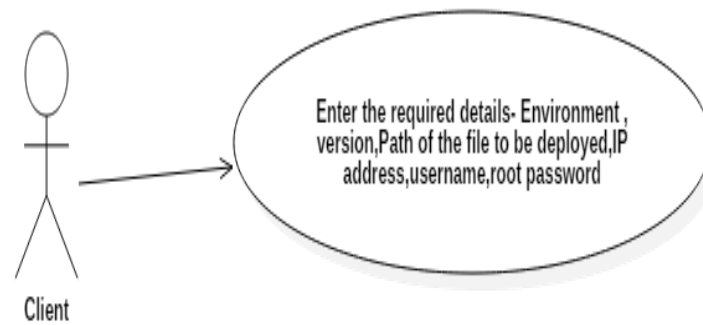 Enter the required details- Environment ,
version,Path of the file to be deployed,IP
address,username,root password
Client